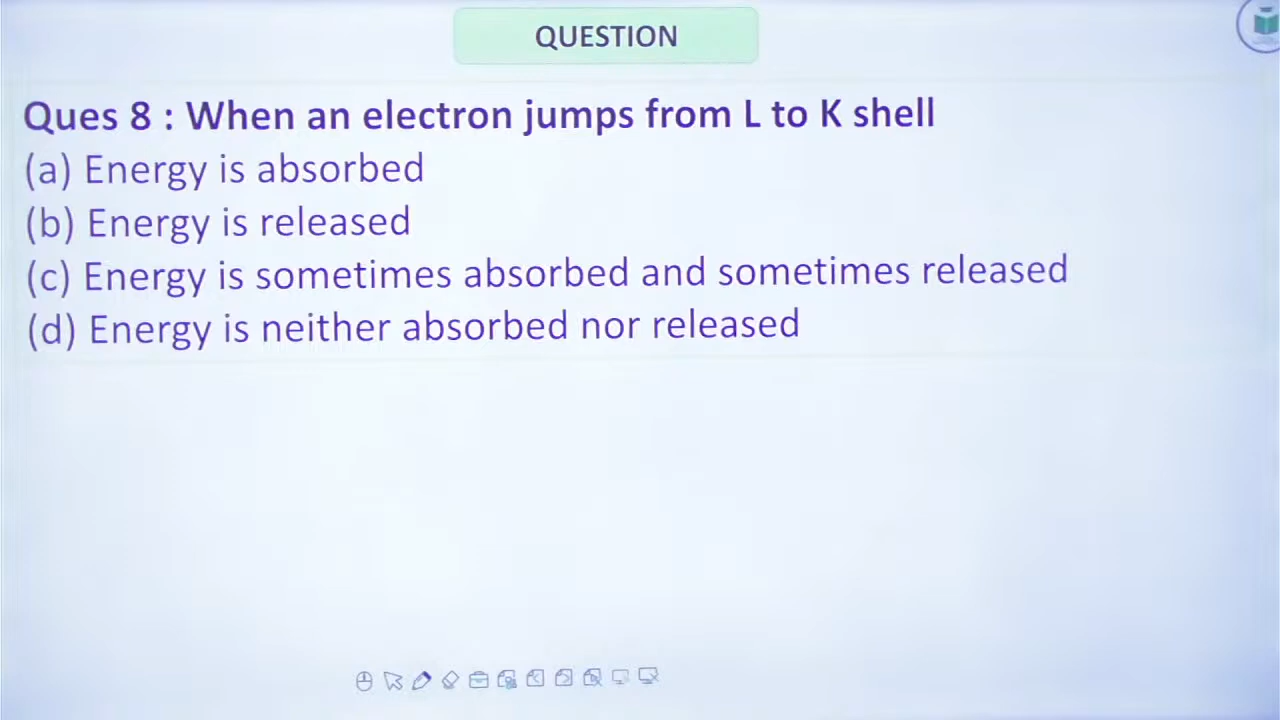 QUESTION
Ques 8 : When an electron jumps from L to K shell
(a) Energy is absorbed
(b) Energy is released
(c) Energy is sometimes absorbed and sometimes released
(d) Energy is neither absorbed nor released